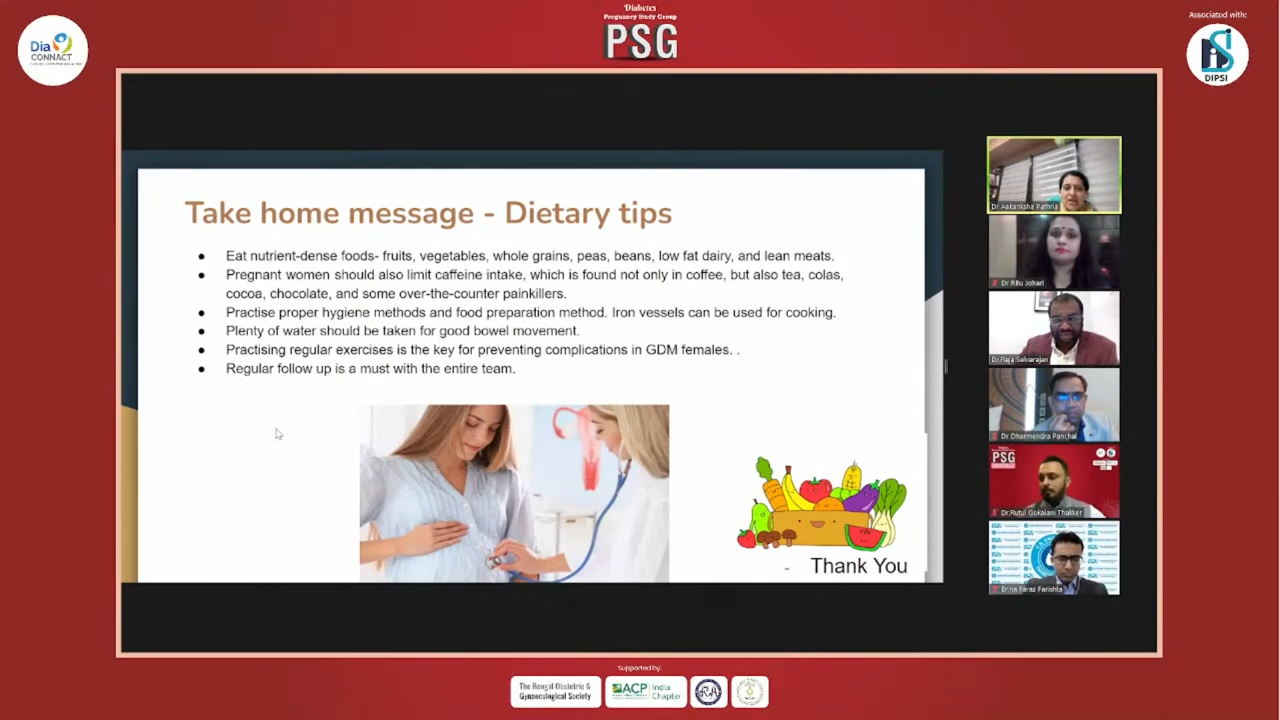 Dia
CONNACT
Diabetes
Pregnancy Study Group
PSG
Associated with:
DIPSI
Take home message - Dietary tips
● Eat nutrient-dense foods- fruits, vegetables, whole grains, peas, beans, low fat dairy, and lean meats.
● Pregnant women should also limit caffeine intake, which is found not only in coffee, but also tea, colas,
cocoa, chocolate, and some over-the-counter painkillers.
● Practise proper hygiene methods and food preparation method. Iron vessels can be used for cooking.
● Plenty of water should be taken for good bowel movement.
● Practising regular exercises is the key for preventing complications in GDM females. .
● Regular follow up is a must with the entire team.
- Thank You
Dr Aakanksha Pathria
Dr Ritu Johari
Dr.Raja Selvarajan
Dr Dharmendra Panchal
PSG
Dr.Rutul Gokalani Thakker
Erina Faraz Farishta
Supported by:
The Bengal Obstetric &
Gynaecological Society
ACP India
Chapter